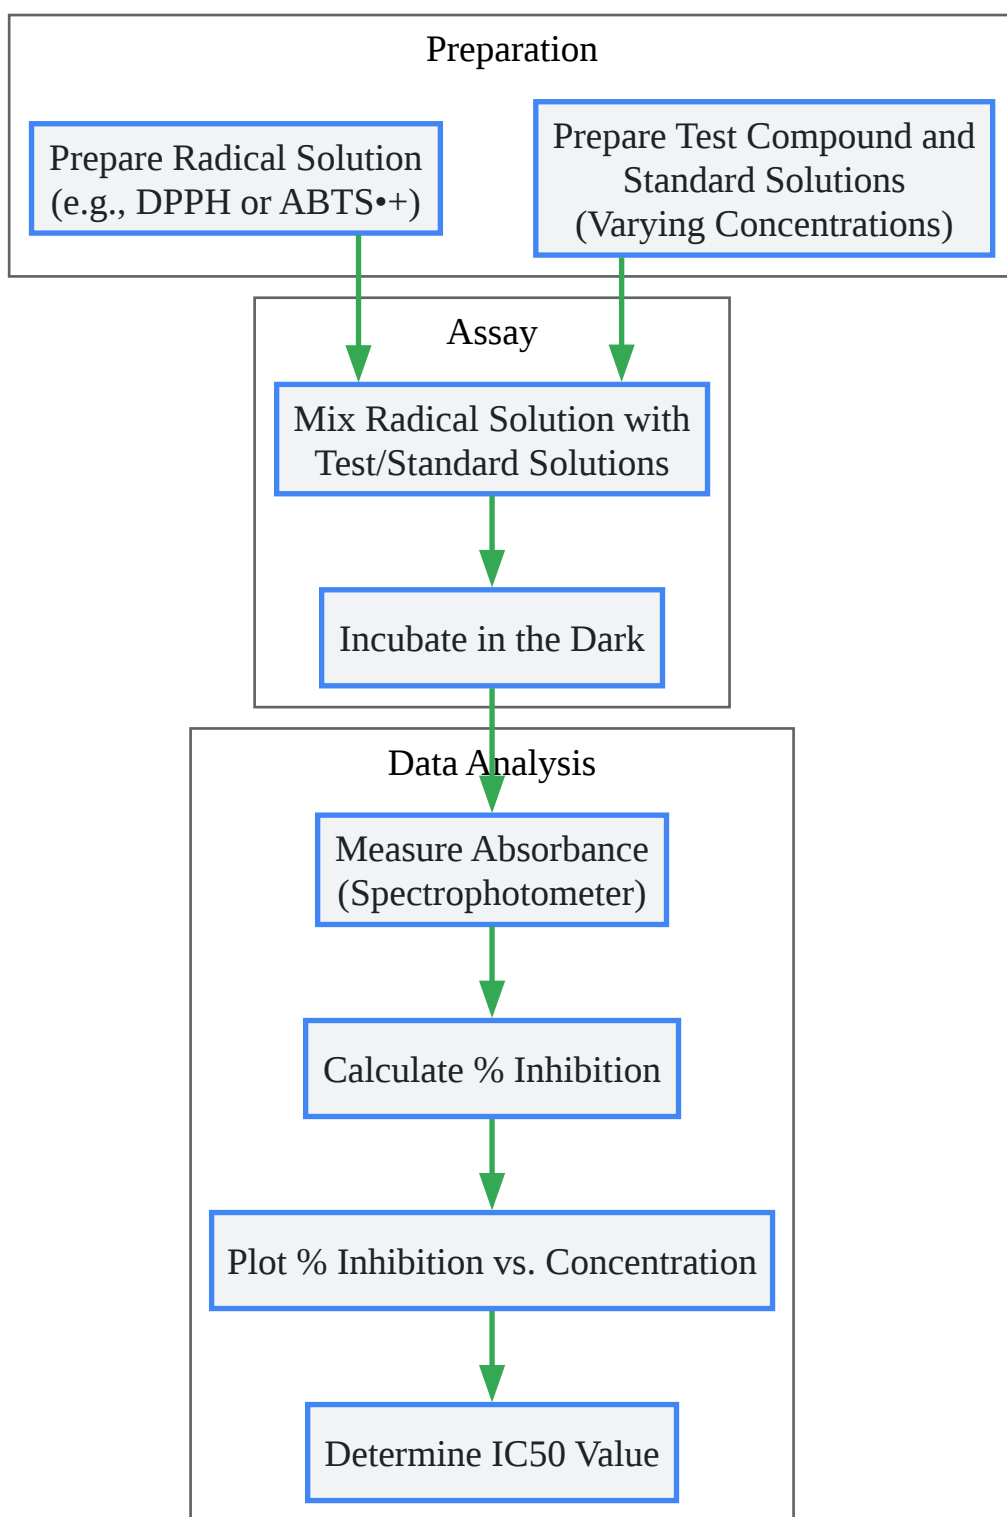 Preparation
Prepare Radical Solution
(e.g., DPPH or ABTS•+)
Prepare Test Compound and
Standard Solutions
(Varying Concentrations)
Assay
Mix Radical Solution with
Test/Standard Solutions
Incubate in the Dark
Data Analysis
Measure Absorbance
(Spectrophotometer)
Calculate % Inhibition
Plot % Inhibition vs. Concentration
Determine IC50 Value